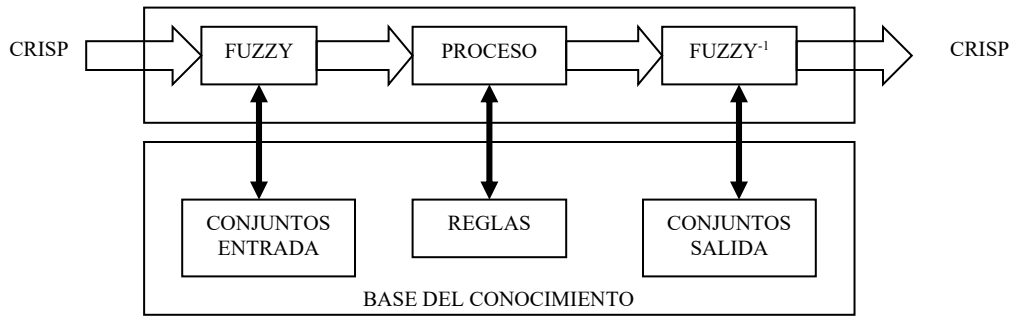 CRISP
FUZZY
PROCESO
FUZZY⁻¹
CRISP
CONJUNTOS
ENTRADA
REGLAS
CONJUNTOS
SALIDA
BASE DEL CONOCIMIENTO